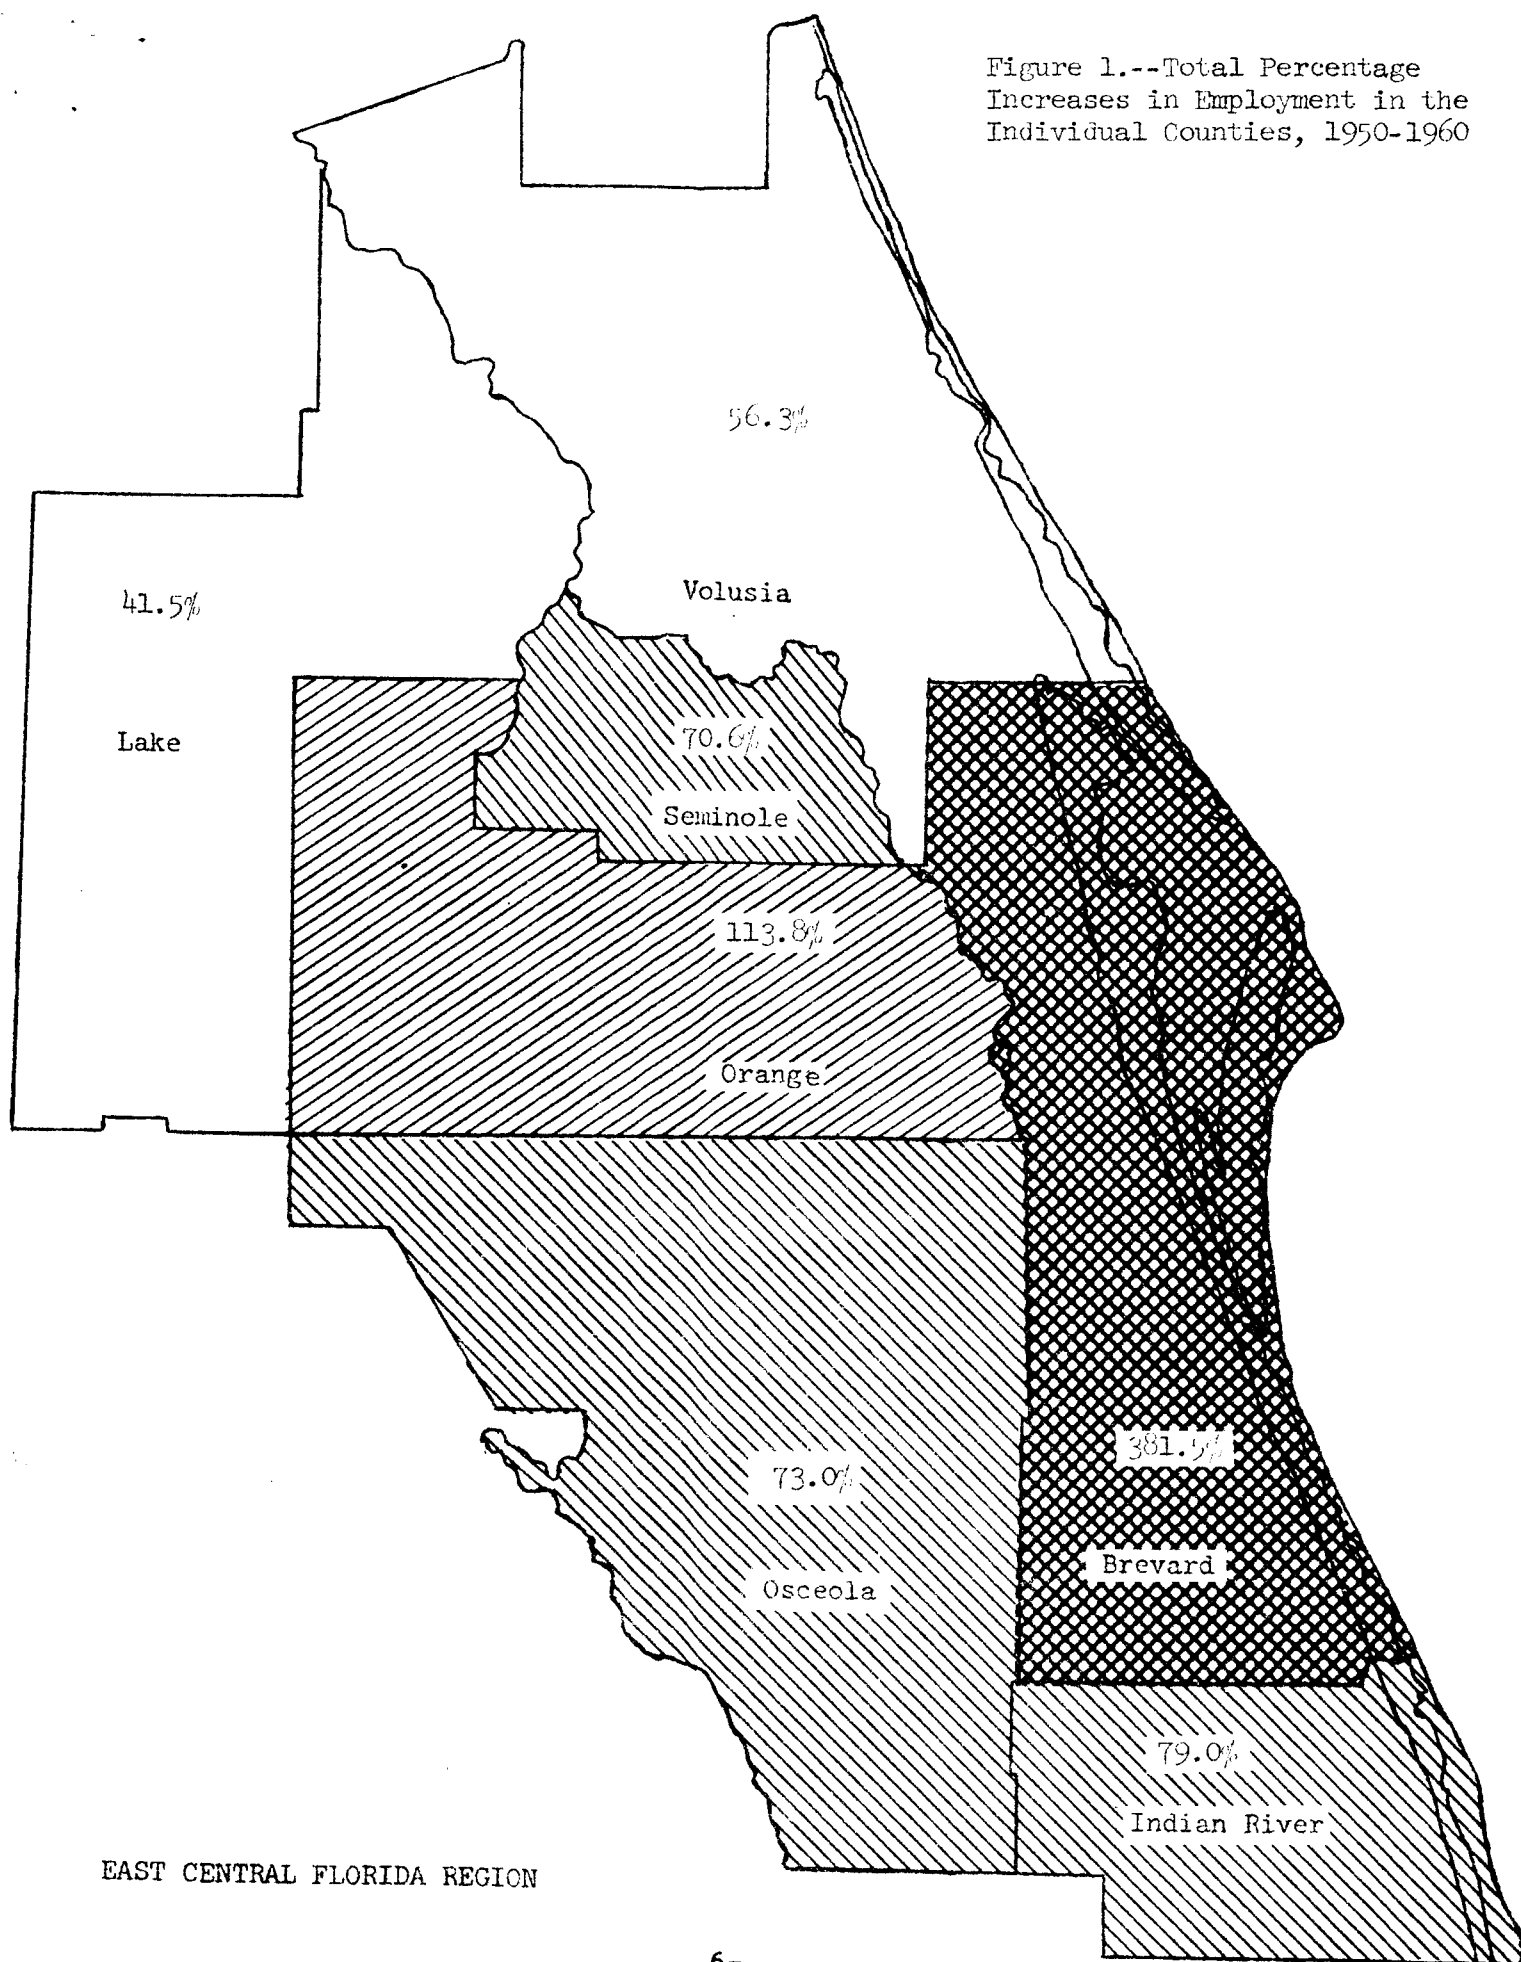 Figure 1.--Total Percentage
Increases in Employment in the
Individual Counties, 1950-1960
56.3%
41.5%
Volusia
Lake
70.6%
Seminole
113.8%
Orange
381.5%
73.0%
Brevard
Osceola
79.0%
Indian River
EAST CENTRAL FLORIDA REGION
6-